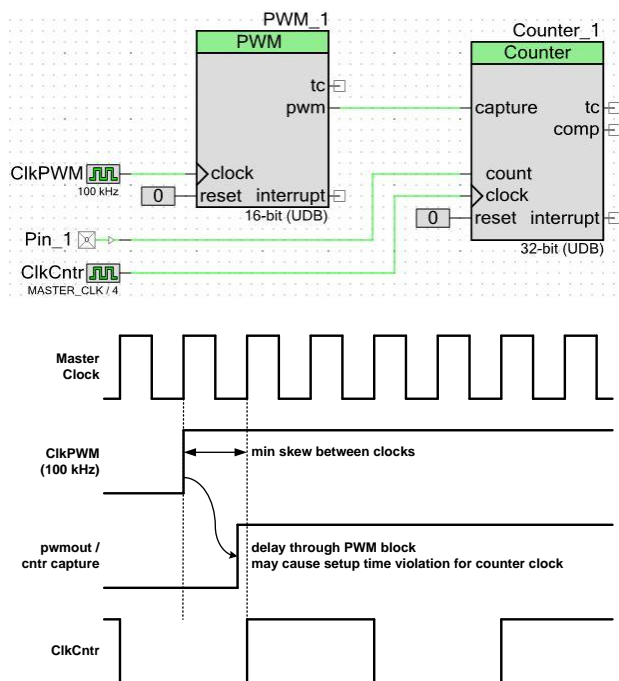 PWM_1
PWM
tc
pwm
clock
reset
interrupt
16-bit (UDB)
Counter_1
Counter
capture
tc
comp
count
clock
reset
interrupt
32-bit (UDB)
ClkPWM
100 kHz
0
0
Pin_1
ClkCntr
MASTER_CLK / 4
Master
Clock
ClkPWM
(100 kHz)
min skew between clocks
pwmout /
cntr capture
delay through PWM block
may cause setup time violation for counter clock
ClkCntr